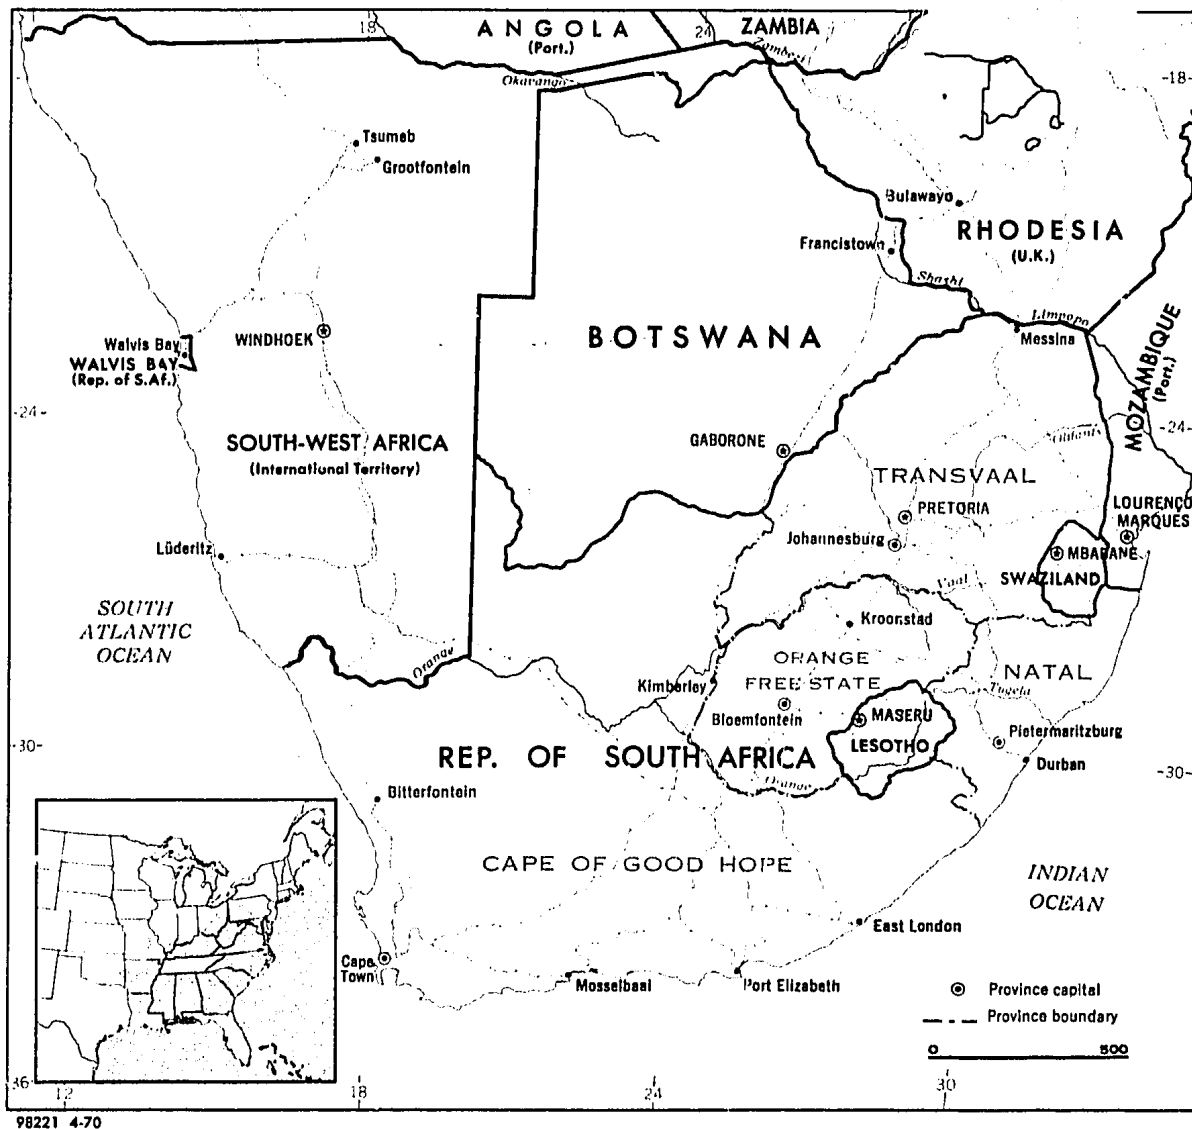 18
ANGOLA
(Port.)
24
ZAMBIA
Zambezi
Okavango
-18-
Tsumeb
Grootfontein
Bulawayo
RHODESIA
(U.K.)
Francistown
Shashi
Limpopo
Messina
MOZAMBIQUE
(Port.)
Walvis Bay
WALVIS BAY
(Rep. of S.Af.)
WINDHOEK
BOTSWANA
-24-
-24-
SOUTH-WEST AFRICA
(International Territory)
GABORONE
Olifants
TRANSVAAL
PRETORIA
LOURENÇO
MARQUES
Johannesburg
MBABANE
SWAZILAND
Lüderitz
Vaal
SOUTH
ATLANTIC
OCEAN
Kroonstad
Orange
ORANGE
FREE STATE
NATAL
Tugela
Kimberley
Bloemfontein
MASERU
LESOTHO
Pietermaritzburg
Durban
-30-
REP. OF SOUTH AFRICA
-30-
Orange
Bitterfontein
CAPE OF GOOD HOPE
INDIAN
OCEAN
East London
Cape
Town
Mosselbaai
Port Elizabeth
Province capital
Province boundary
0 500
36
12
18
24
30
98221 4-70